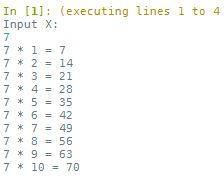 In [1]: (executing lines 1 to 4
Input X:
7
7 * 1 = 7
7 * 2 = 14
7 * 3 = 21
7 * 4 = 28
7 * 5 = 35
7 * 6 = 42
7 * 7 = 49
7 * 8 = 56
7 * 9 = 63
7 * 10 = 70